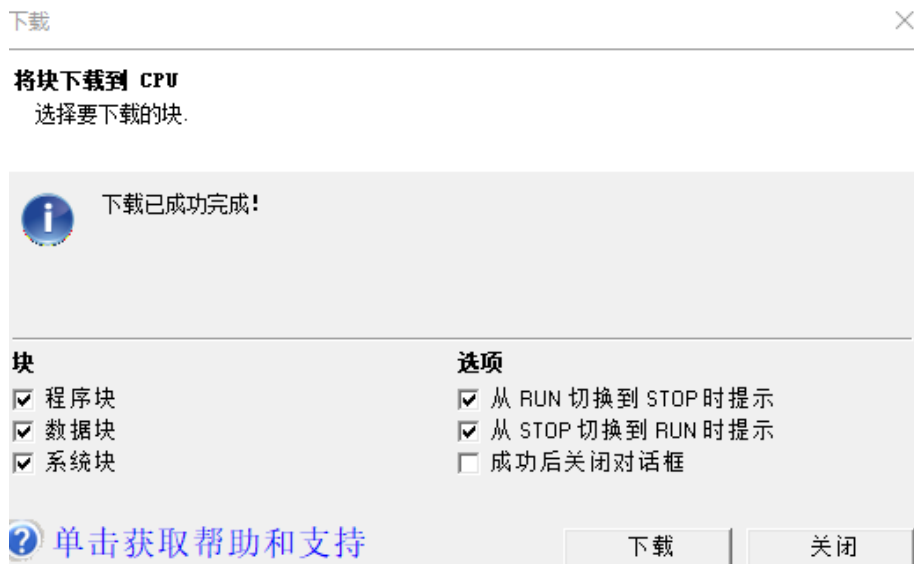 下载
将块下载到 CPU
选择要下载的块.
下载已成功完成!
块
程序块
数据块
系统块
选项
从 RUN 切换到 STOP 时提示
从 STOP 切换到 RUN 时提示
成功后关闭对话框
单击获取帮助和支持
下载
关闭